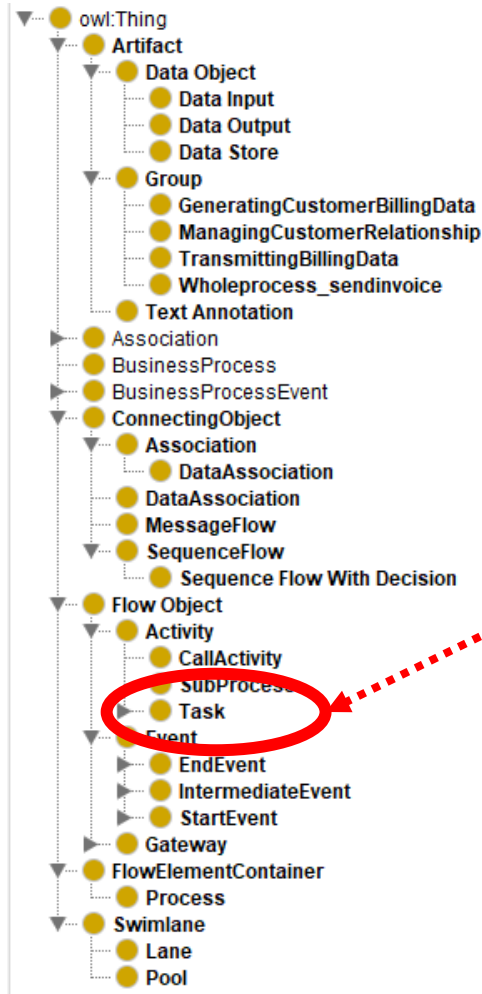 owl:Thing
Artifact
Data Object
Data Input
Data Output
Data Store
Group
GeneratingCustomerBillingData
ManagingCustomerRelationship
TransmittingBillingData
Wholeprocess_sendinvoice
Text Annotation
Association
BusinessProcess
BusinessProcessEvent
ConnectingObject
Association
DataAssociation
DataAssociation
MessageFlow
SequenceFlow
Sequence Flow With Decision
Flow Object
Activity
CallActivity
SubProcess
Task
Event
EndEvent
IntermediateEvent
StartEvent
Gateway
FlowElementContainer
Process
Swimlane
Lane
Pool